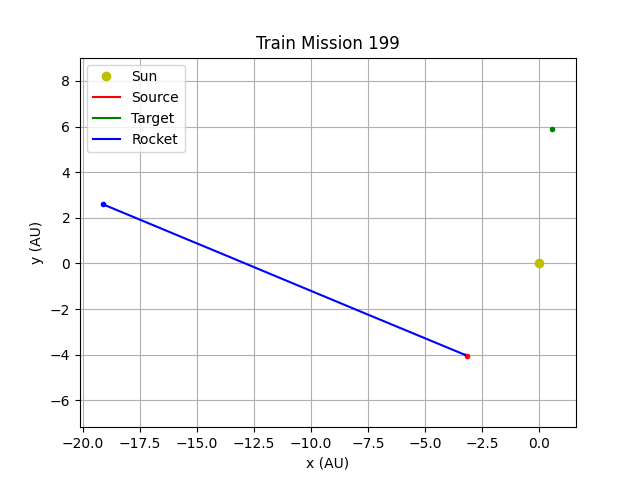 Train Mission 199
Sun
Source
Target
Rocket
8
6
4
2
0
−2
−4
−6
y (AU)
−20.0 −17.5 −15.0 −12.5 −10.0 −7.5 −5.0 −2.5 0.0
x (AU)